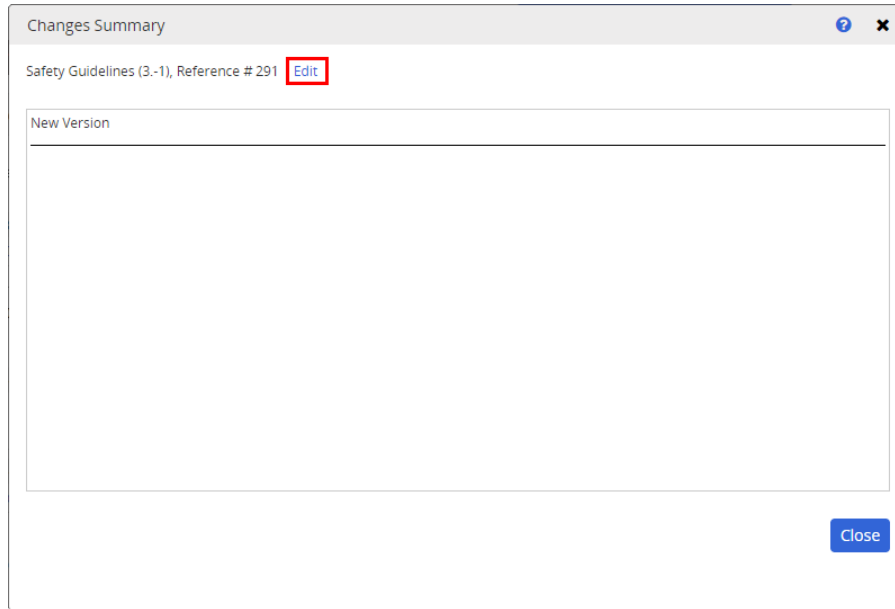 Changes Summary
Safety Guidelines (3.-1), Reference # 291 Edit
New Version
Close